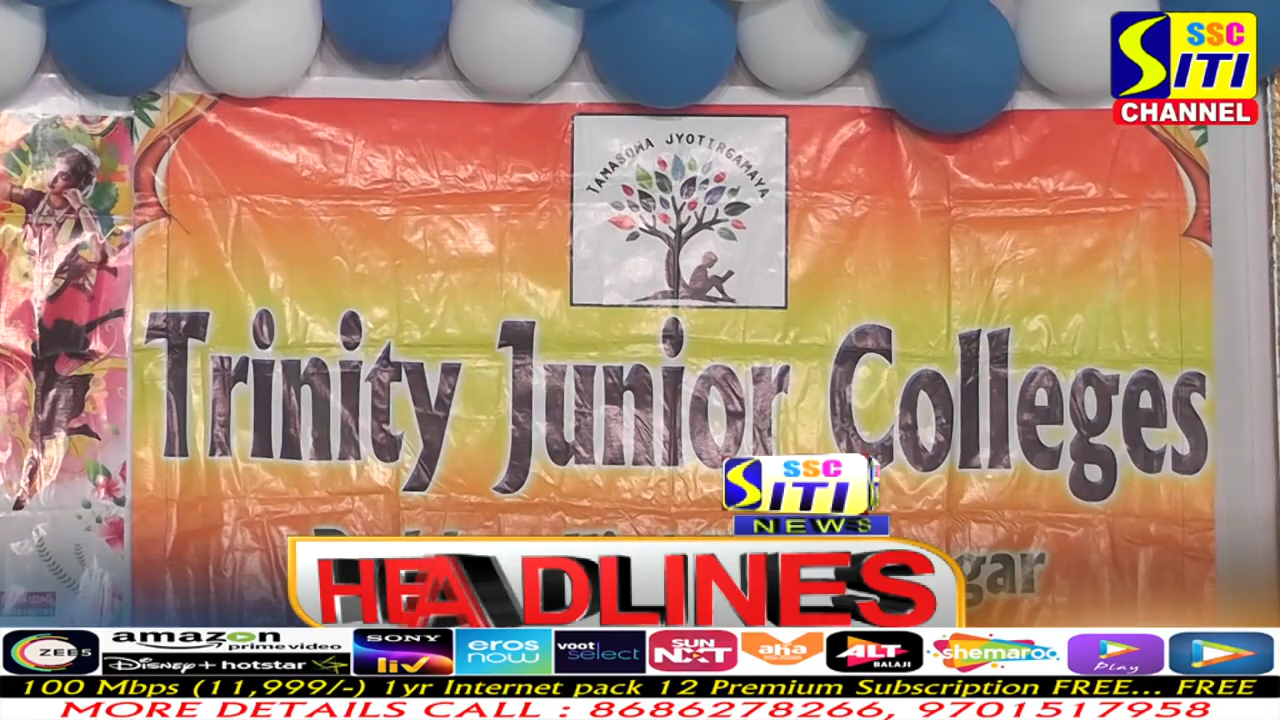 SSC
SITI
CHANNEL
TAMASOMA JYOTIRGAMAYA
Trinity Junior Colleges
SSC
SITI
NEWS
gar
HEADLINES
ZEE5
amazon
prime video
Disney+ hotstar
SONY
liv
eros
now
voot
select
SUN
NXT
aha
ALT
BALAJI
shemaroo
Play
100 Mbps (11,999/-) 1yr Internet pack 12 Premium Subscription FREE... FREE
MORE DETAILS CALL : 8686278266, 9701517958